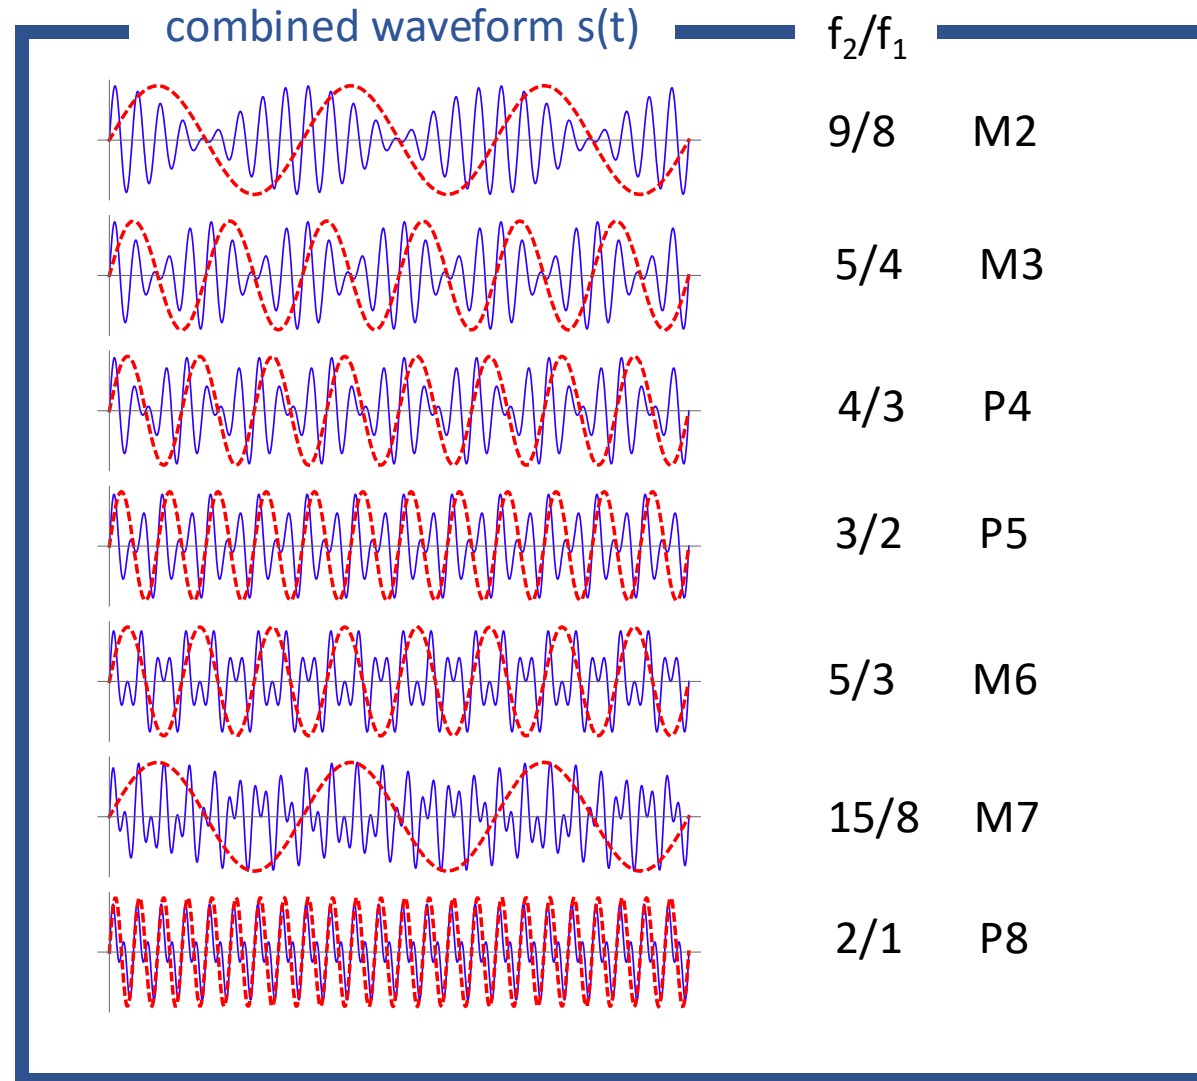 combined waveform s(t) f₂/f₁
9/8 M2
5/4 M3
4/3 P4
3/2 P5
5/3 M6
15/8 M7
2/1 P8